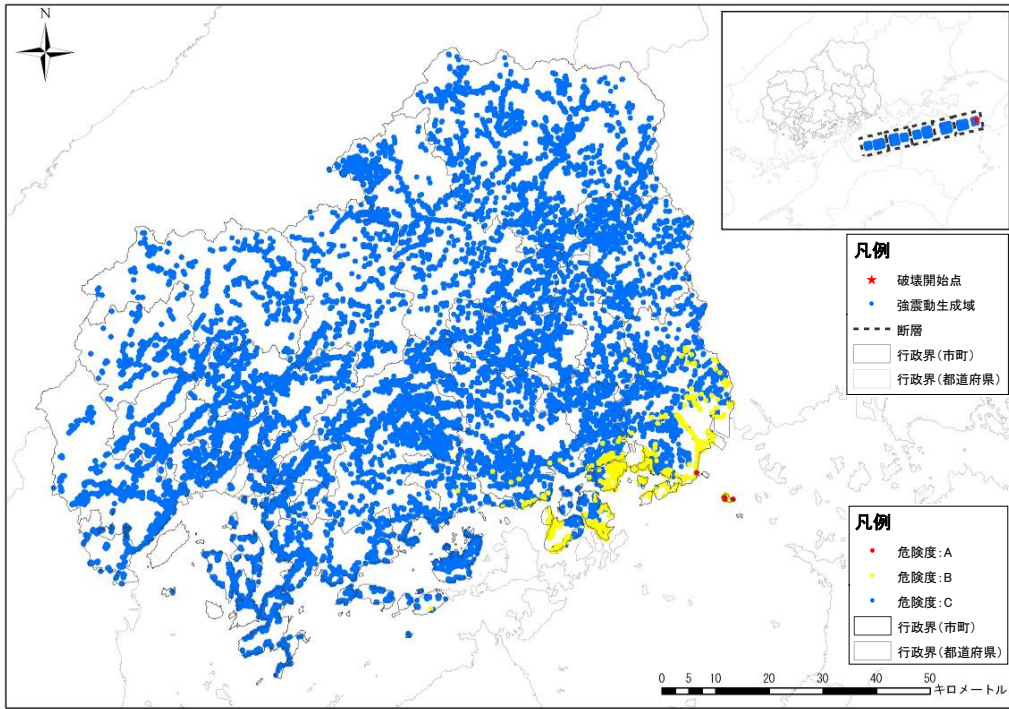 N
凡例
破壊開始点
強震動生成域
断層
行政界(市町)
行政界(都道府県)
凡例
危険度:A
危険度:B
危険度:C
行政界(市町)
行政界(都道府県)
0 5 10 20 30 40 50
キロメートル